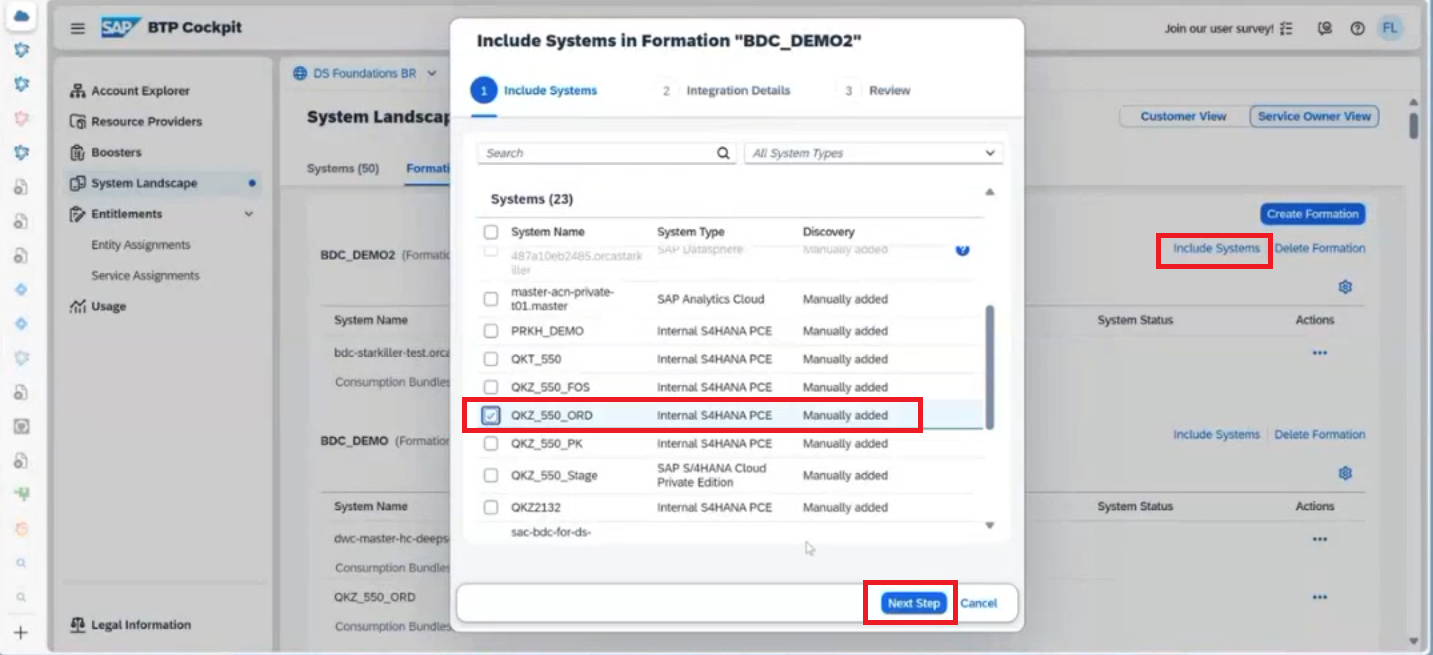 SAP BTP Cockpit
Join our user survey!
FL
Account Explorer
Resource Providers
Boosters
System Landscape
Entitlements
Entity Assignments
Service Assignments
Usage
Legal Information
DS Foundations BR
System Landscap
Customer View
Service Owner View
Systems (50)
Formati
Create Formation
BDC_DEMO2 (Formatio
Include Systems
Delete Formation
System Name
System Status
Actions
bdc-starkiller-test.orca
Consumption Bundles
BDC_DEMO (Formation
Include Systems
Delete Formation
System Name
System Status
Actions
dwc-master-hc-deeps
Consumption Bundles
QKZ_550_ORD
Consumption Bundles
Include Systems in Formation "BDC_DEMO2"
1 Include Systems
2 Integration Details
3 Review
Search
All System Types
Systems (23)
System Name System Type Discovery
487a10eb2485.orcastark
iller
SAP Datasphere
Manually added
?
master-acn-private-
t01.master
SAP Analytics Cloud
Manually added
PRKH_DEMO Internal S4HANA PCE Manually added
QKT_550 Internal S4HANA PCE Manually added
QKZ_550_FOS Internal S4HANA PCE Manually added
QKZ_550_ORD Internal S4HANA PCE Manually added
QKZ_550_PK Internal S4HANA PCE Manually added
QKZ_550_Stage
SAP S/4HANA Cloud
Private Edition
Manually added
QKZ2132 Internal S4HANA PCE Manually added
sac-bdc-for-ds-
Next Step
Cancel